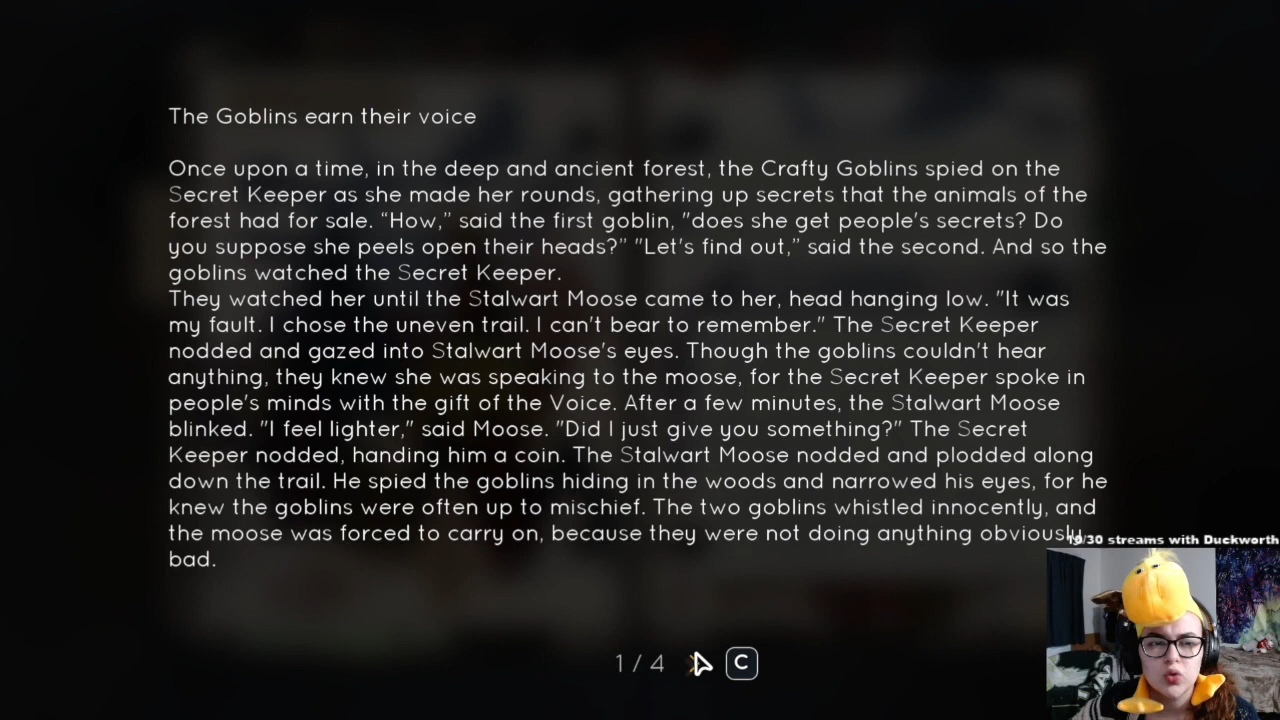 The Goblins earn their voice
Once upon a time, in the deep and ancient forest, the Crafty Goblins spied on the
Secret Keeper as she made her rounds, gathering up secrets that the animals of the
forest had for sale. “How,” said the first goblin, "does she get people's secrets? Do
you suppose she peels open their heads?” "Let's find out,” said the second. And so the
goblins watched the Secret Keeper.
They watched her until the Stalwart Moose came to her, head hanging low. "It was
my fault. I chose the uneven trail. I can't bear to remember." The Secret Keeper
nodded and gazed into Stalwart Moose's eyes. Though the goblins couldn't hear
anything, they knew she was speaking to the moose, for the Secret Keeper spoke in
people's minds with the gift of the Voice. After a few minutes, the Stalwart Moose
blinked. "I feel lighter," said Moose. "Did I just give you something?" The Secret
Keeper nodded, handing him a coin. The Stalwart Moose nodded and plodded along
down the trail. He spied the goblins hiding in the woods and narrowed his eyes, for he
knew the goblins were often up to mischief. The two goblins whistled innocently, and
the moose was forced to carry on, because they were not doing anything obviously
bad.
/30 streams with Duckworth
1 / 4 C